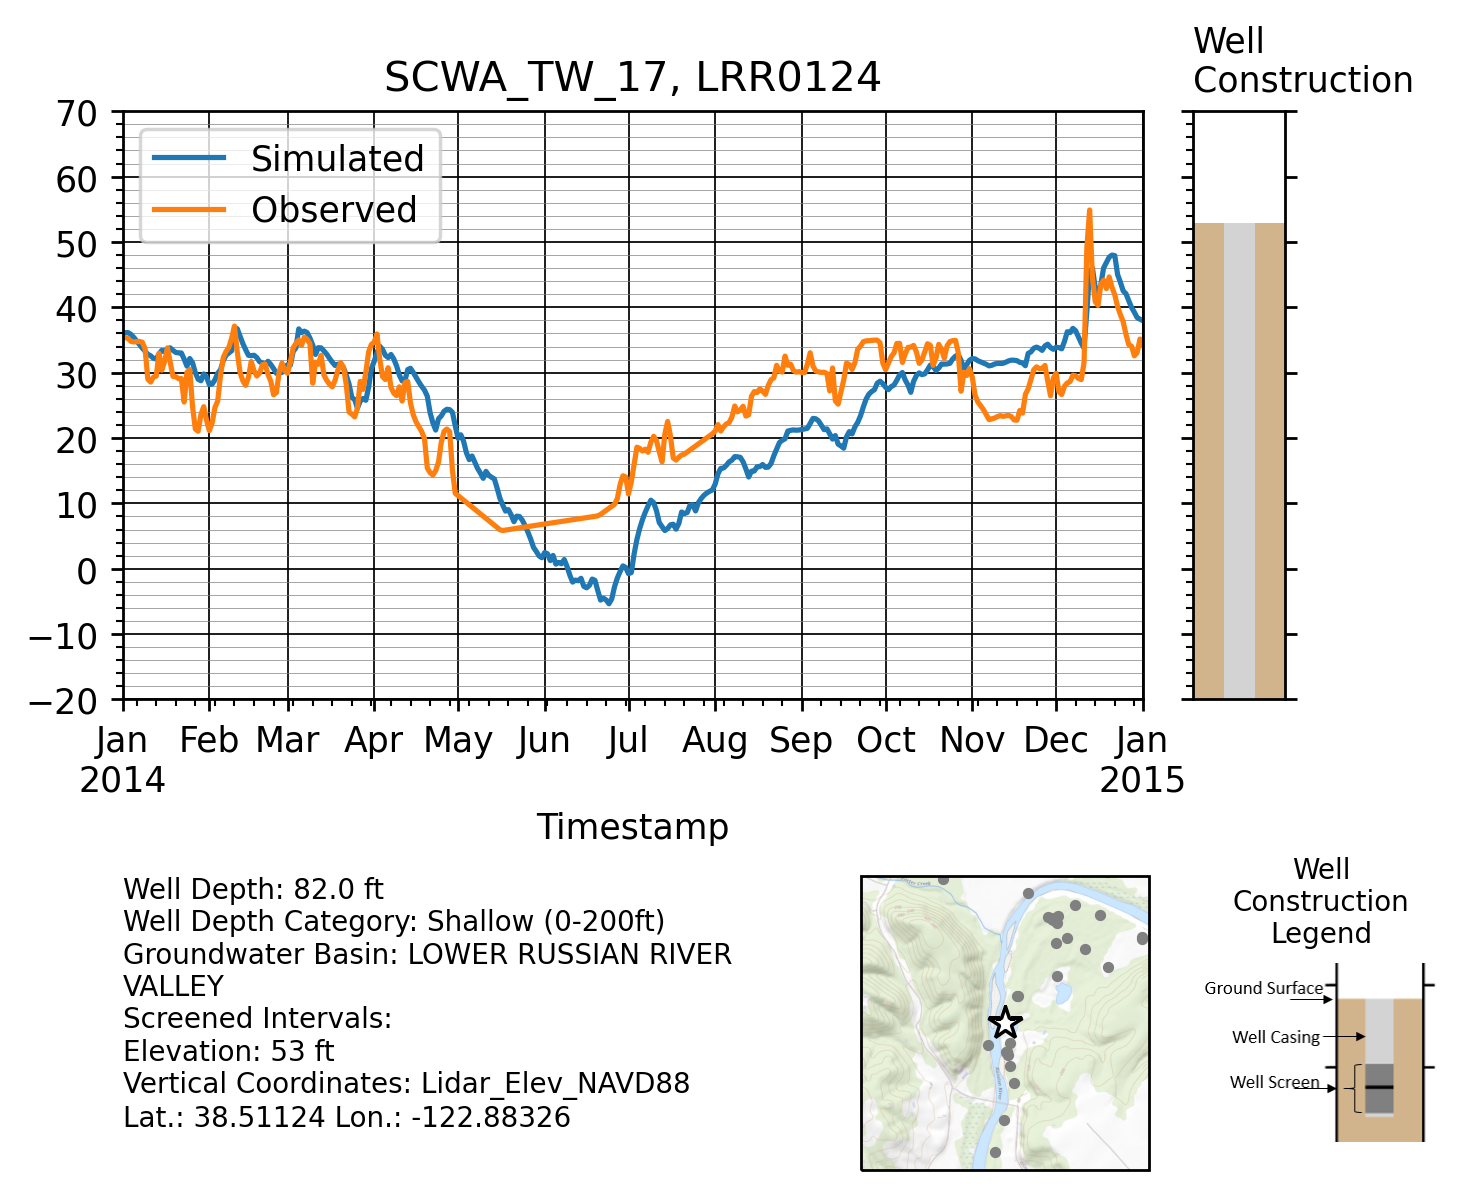 Well
Construction
SCWA_TW_17, LRR0124
70
60
50
40
30
20
10
0
−10
−20
Simulated
Observed
Jan
2014
Feb
Mar
Apr
May
Jun
Jul
Aug
Sep
Oct
Nov
Dec
Jan
2015
Timestamp
Well Depth: 82.0 ft
Well Depth Category: Shallow (0-200ft)
Groundwater Basin: LOWER RUSSIAN RIVER
VALLEY
Screened Intervals:
Elevation: 53 ft
Vertical Coordinates: Lidar_Elev_NAVD88
Lat.: 38.51124 Lon.: -122.88326
Well
Construction
Legend
Ground Surface
Well Casing
Well Screen